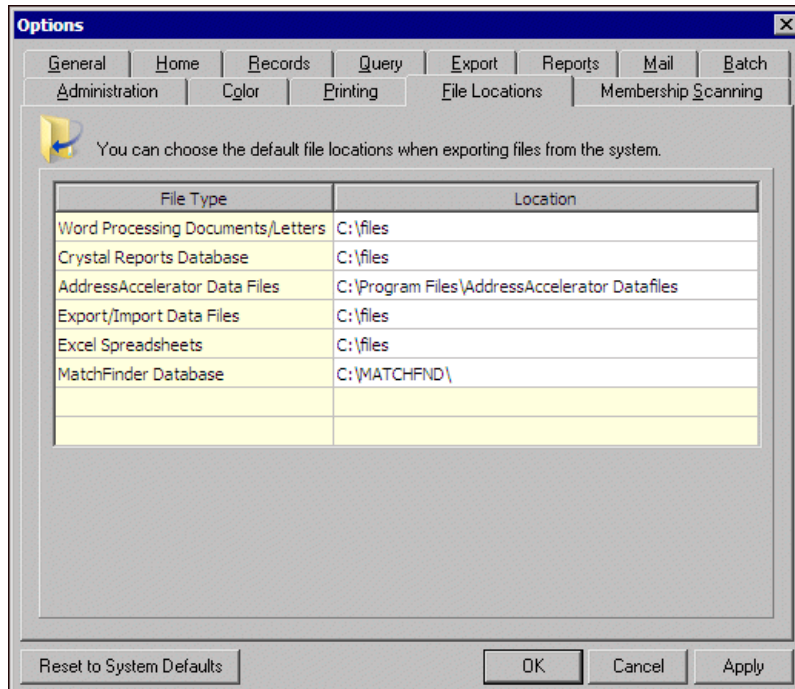 Options
General Home Records Query Export Reports Mail Batch
Administration Color Printing File Locations Membership Scanning
You can choose the default file locations when exporting files from the system.
File Type Location
Word Processing Documents/Letters C:\files
Crystal Reports Database C:\files
AddressAccelerator Data Files C:\Program Files\AddressAccelerator Datafiles
Export/Import Data Files C:\files
Excel Spreadsheets C:\files
MatchFinder Database C:\MATCHFND\
Reset to System Defaults OK Cancel Apply